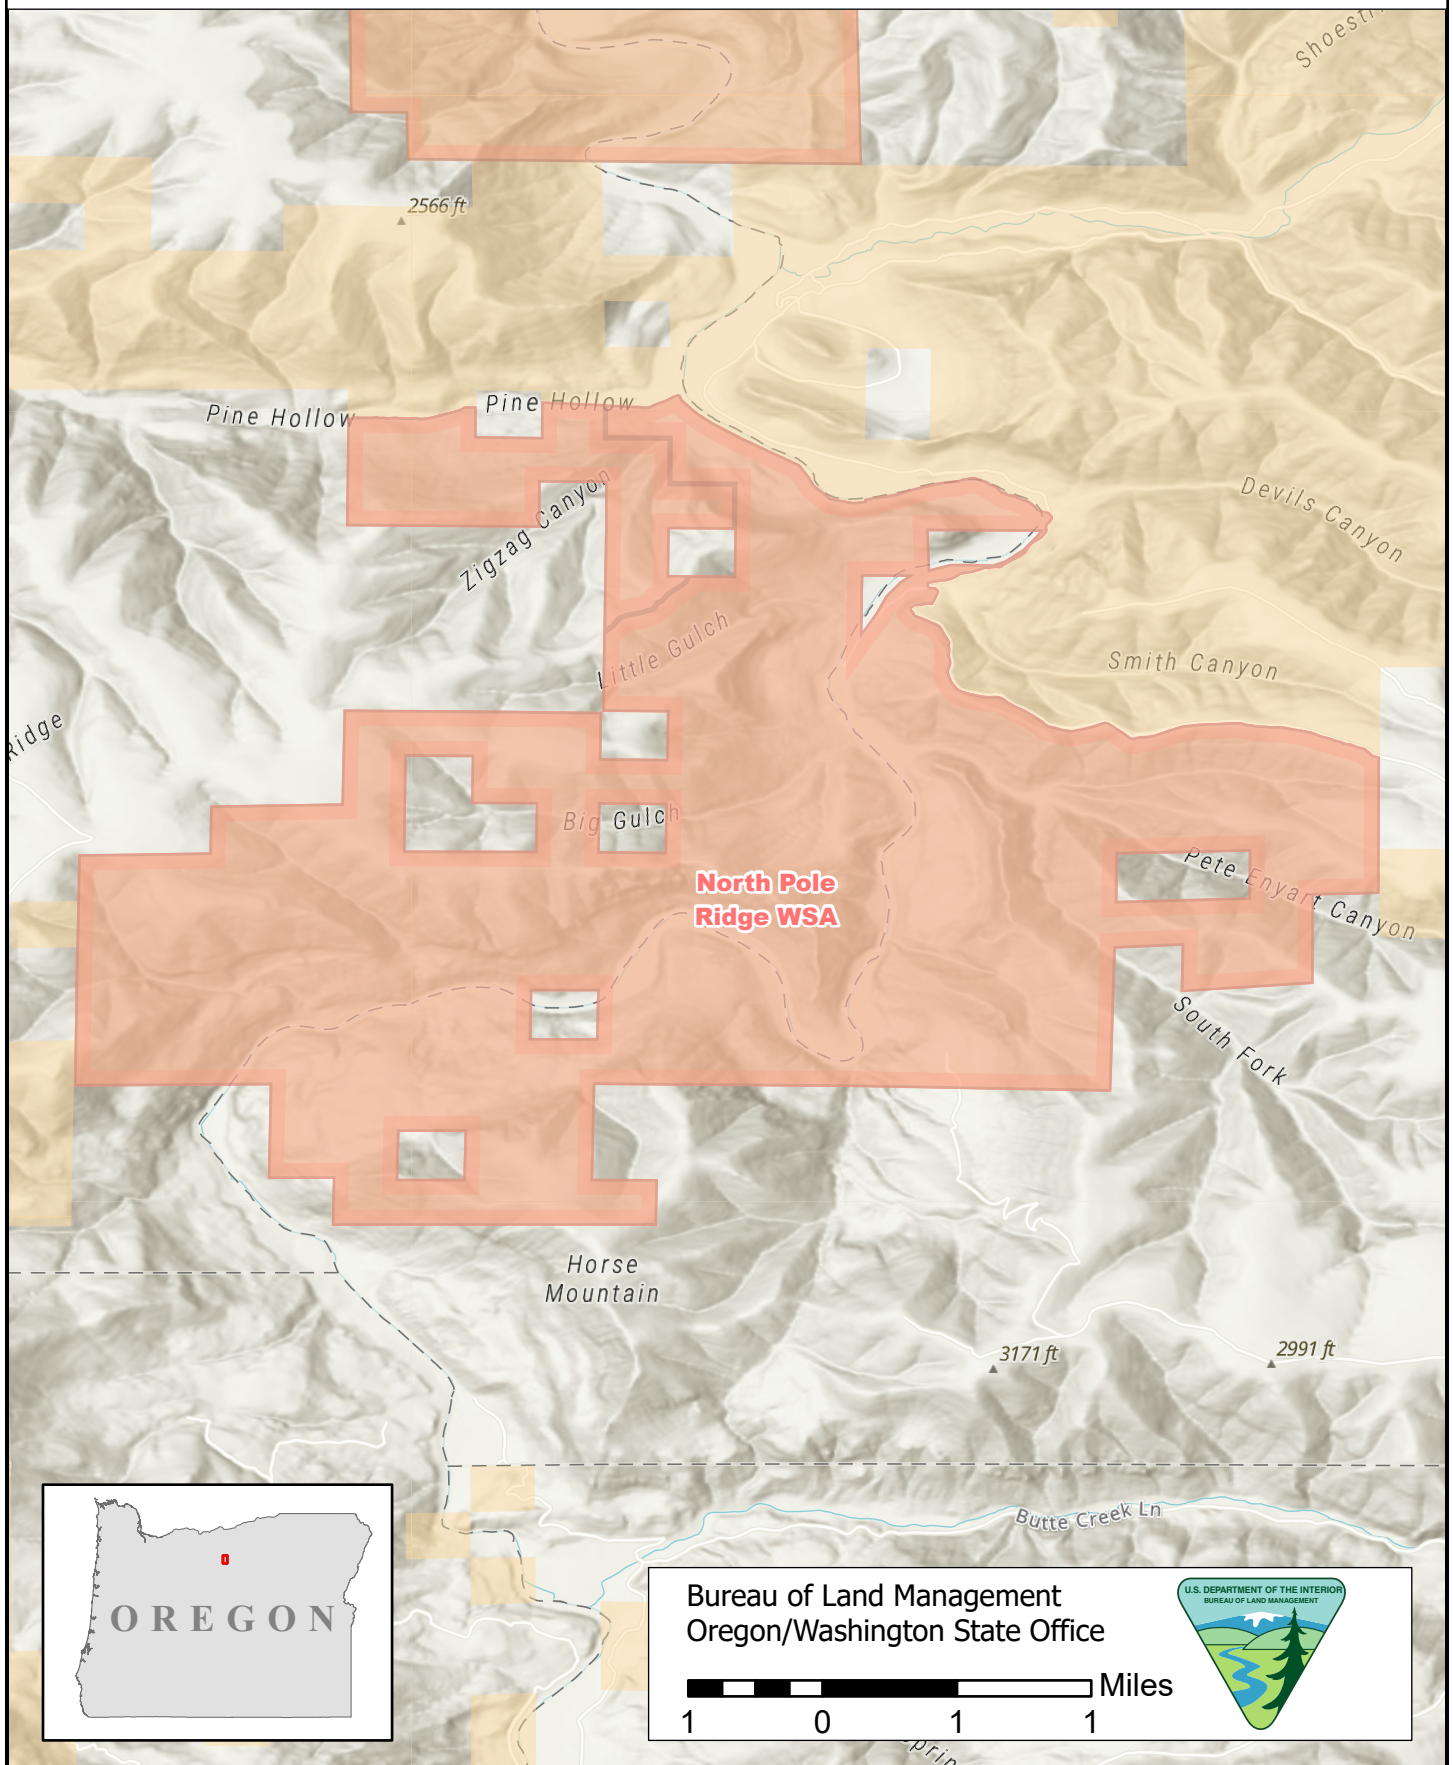 Shoestri
2566 ft
Pine Hollow
Pine Hollow
Zigzag Canyon
Devils Canyon
Little Gulch
Smith Canyon
Ridge
Big Gulch
Pete Enyart Canyon
North Pole
Ridge WSA
South Fork
Horse
Mountain
3171 ft
2991 ft
Butte Creek Ln
OREGON
Bureau of Land Management
Oregon/Washington State Office
U.S. DEPARTMENT OF THE INTERIOR
BUREAU OF LAND MANAGEMENT
Miles
1 0 1 1
prin